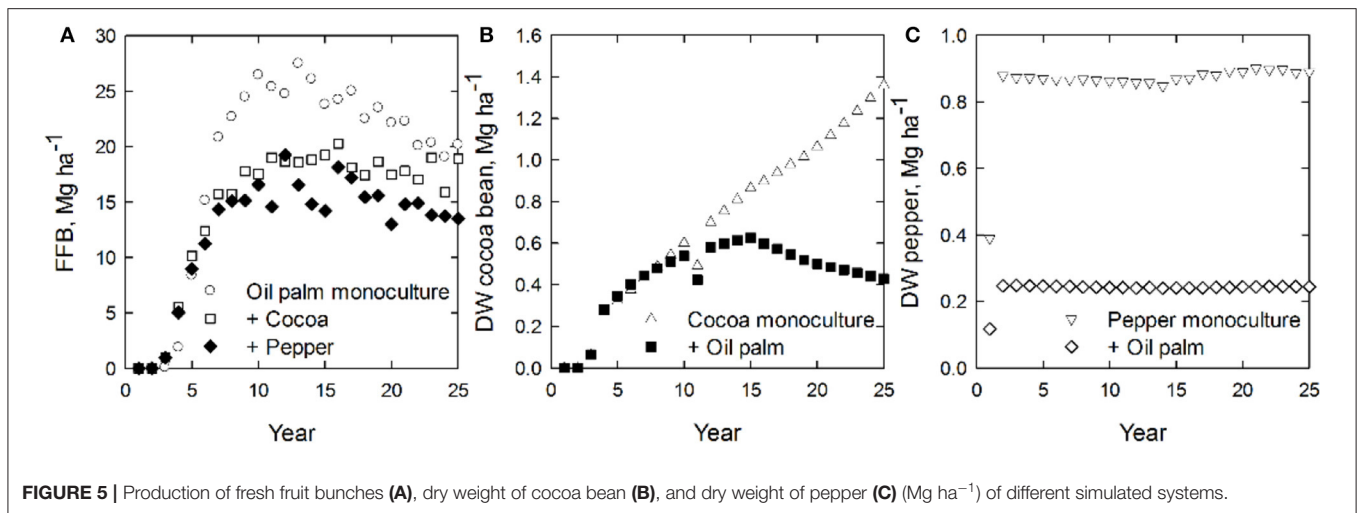 A
FFB, Mg ha⁻¹
30
25
20
15
10
5
0
Oil palm monoculture
+ Cocoa
+ Pepper
0 5 10 15 20 25
Year
B
DW cocoa bean, Mg ha⁻¹
1.6
1.4
1.2
1.0
0.8
0.6
0.4
0.2
0.0
Cocoa monoculture
+ Oil palm
0 5 10 15 20 25
Year
C
DW pepper, Mg ha⁻¹
1.0
0.8
0.6
0.4
0.2
0.0
Pepper monoculture
+ Oil palm
0 5 10 15 20 25
Year
FIGURE 5 | Production of fresh fruit bunches (A), dry weight of cocoa bean (B), and dry weight of pepper (C) (Mg ha⁻¹) of different simulated systems.